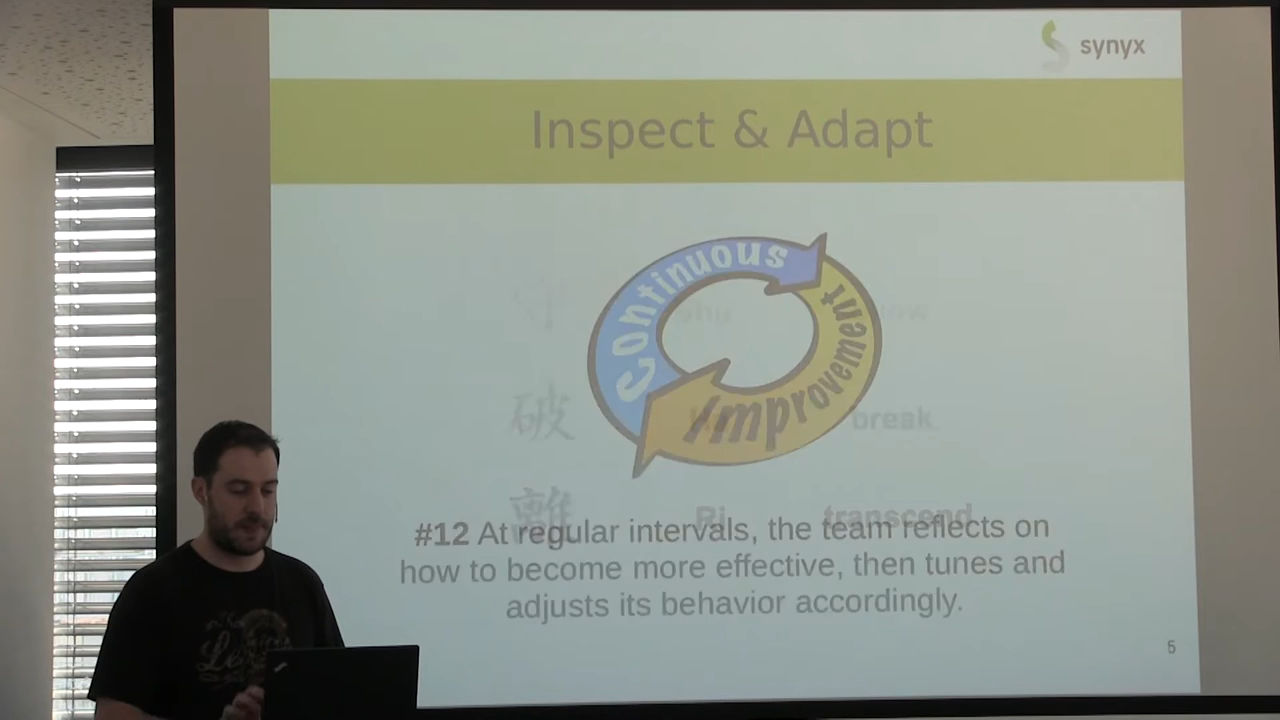 synyx
Inspect & Adapt
Continuous
Improvement
破 break
離 Ri transcend
#12 At regular intervals, the team reflects on
how to become more effective, then tunes and
adjusts its behavior accordingly.
5